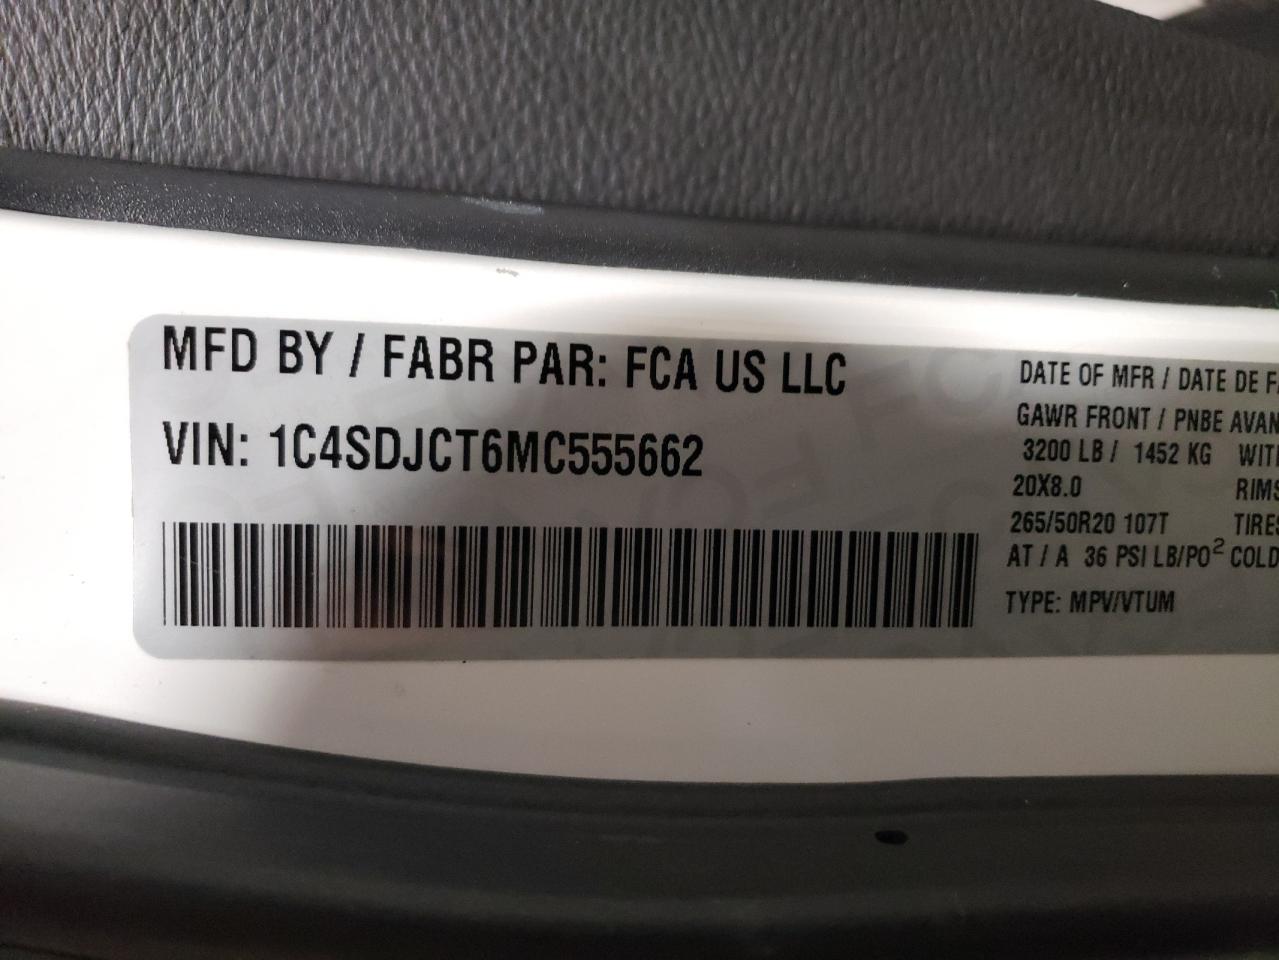 MFD BY / FABR PAR: FCA US LLC
VIN: 1C4SDJCT6MC555662
DATE OF MFR / DATE DE F
GAWR FRONT / PNBE AVAN
3200 LB / 1452 KG WITH
20X8.0 RIMS
265/50R20 107T TIRES
AT / A 36 PSI LB/PO² COLD
TYPE: MPV/VTUM